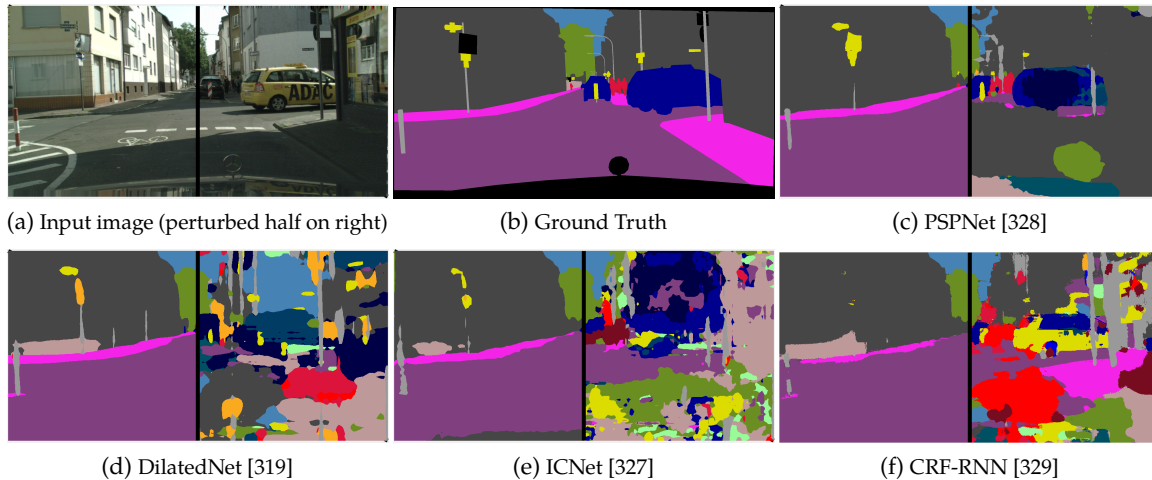 ADAC
(a) Input image (perturbed half on right)
(b) Ground Truth
(c) PSPNet [328]
(d) DilatedNet [319]
(e) ICNet [327]
(f) CRF-RNN [329]